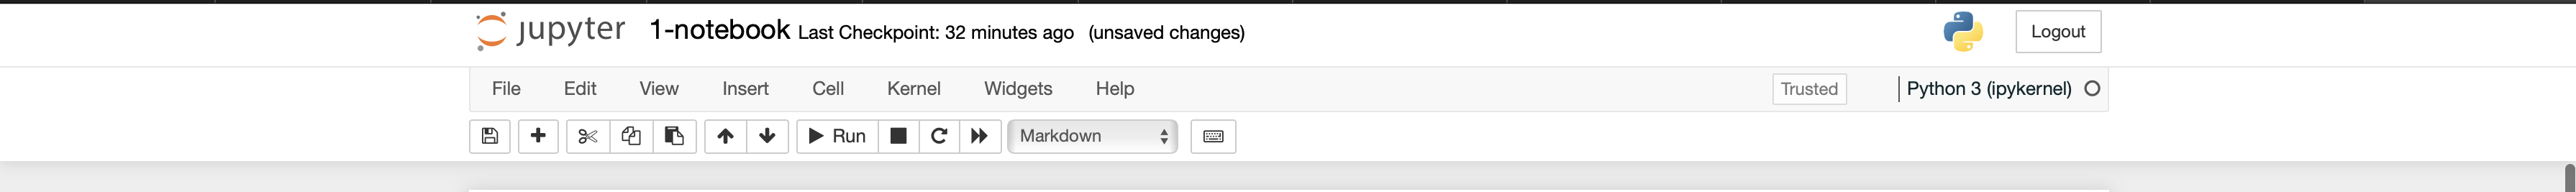 jupyter 1-notebook Last Checkpoint: 32 minutes ago (unsaved changes) Logout
File Edit View Insert Cell Kernel Widgets Help Trusted Python 3 (ipykernel)
Run Markdown